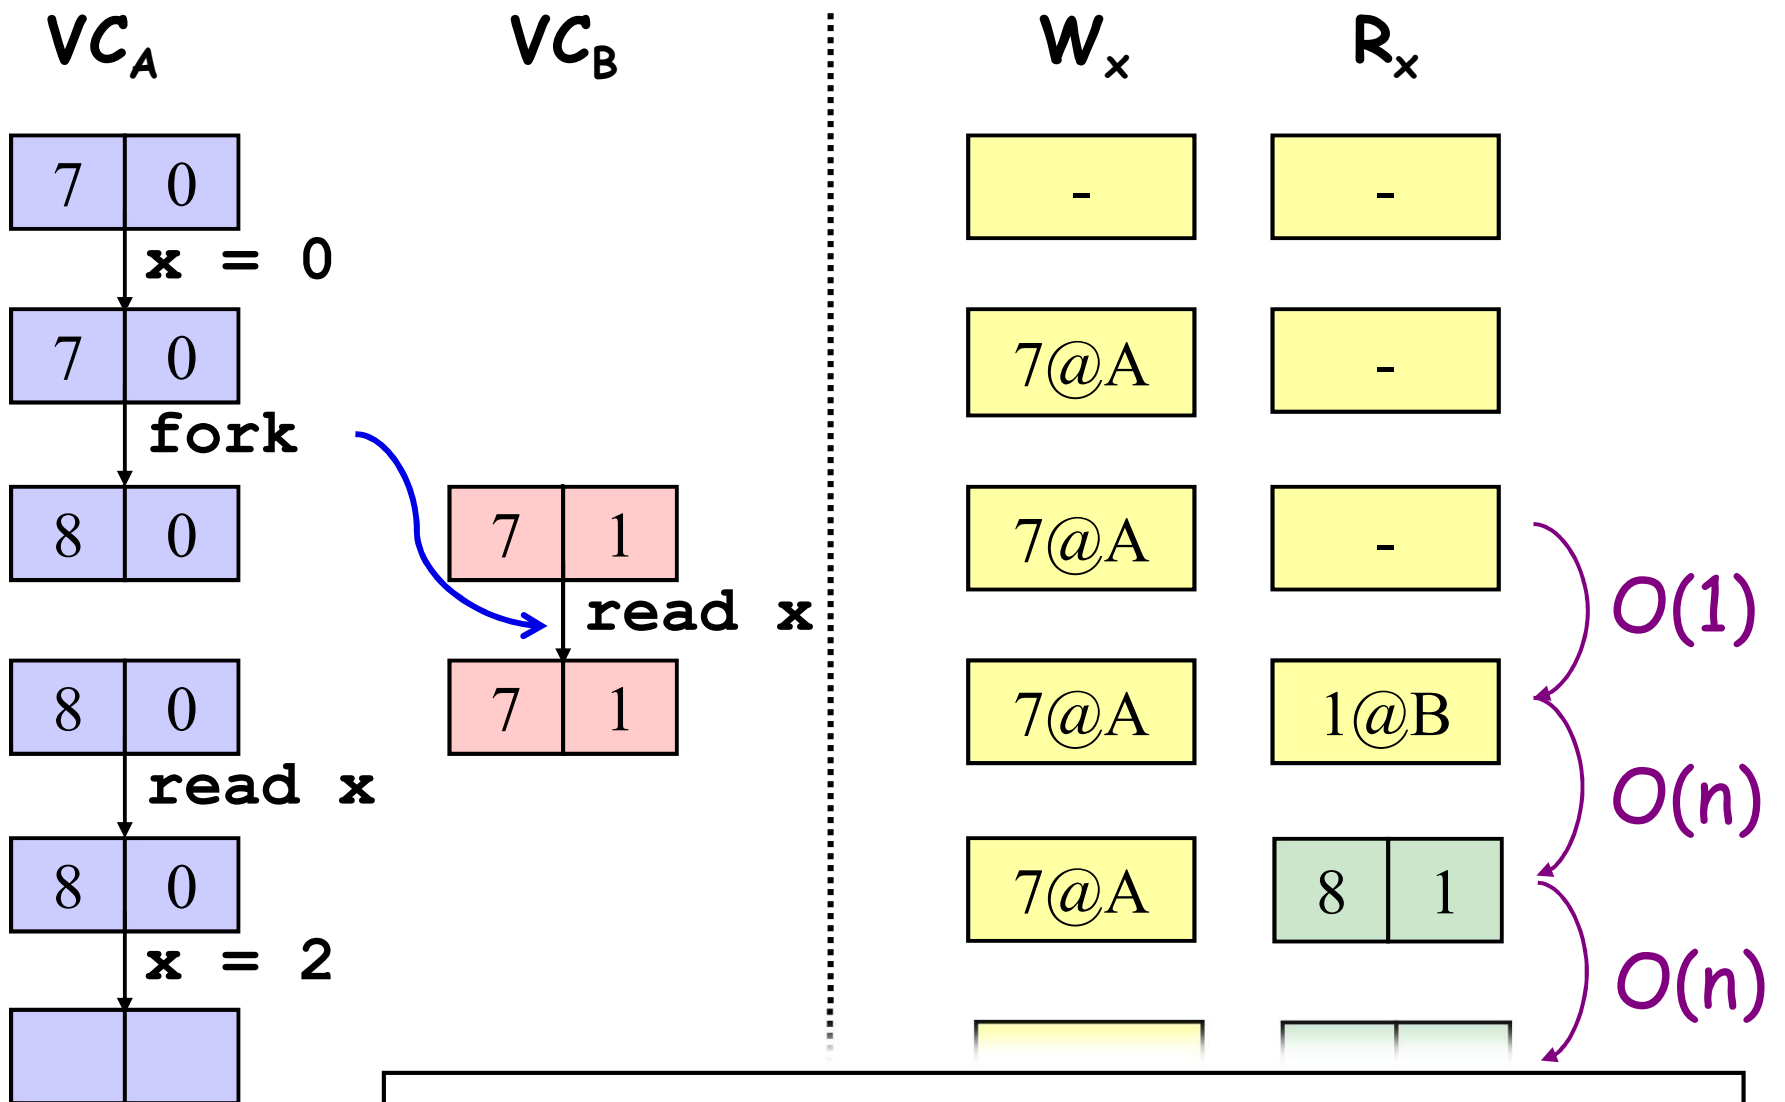 VCA VCB Wx Rx
7 0 - -
x = 0
7 0 7@A -
fork
8 0 7 1 7@A -
read x O(1)
8 0 7 1 7@A 1@B
read x O(n)
8 0 7@A 8 1
x = 2 O(n)